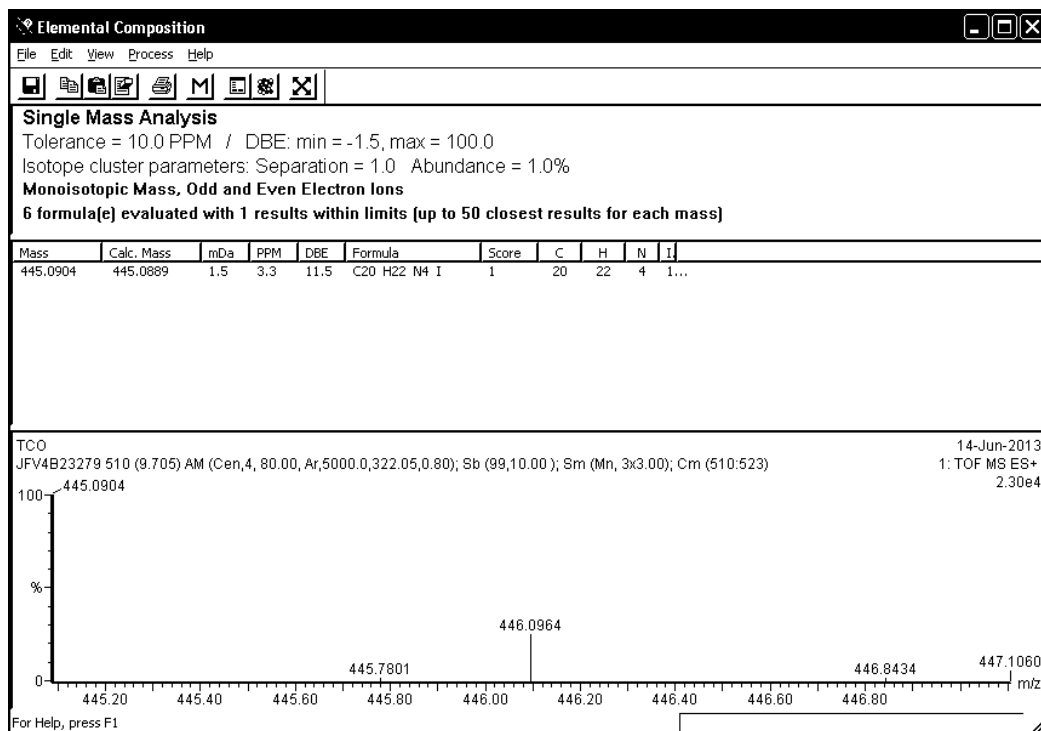 Elemental Composition
File Edit View Process Help
M
Single Mass Analysis
Tolerance = 10.0 PPM / DBE: min = -1.5, max = 100.0
Isotope cluster parameters: Separation = 1.0 Abundance = 1.0%
Monoisotopic Mass, Odd and Even Electron Ions
6 formula(e) evaluated with 1 results within limits (up to 50 closest results for each mass)
Mass Calc. Mass mDa PPM DBE Formula Score C H N I
445.0904 445.0889 1.5 3.3 11.5 C20 H22 N4 I 1 20 22 4 1...
TCO 14-Jun-2013
JFV4B23279 510 (9.705) AM (Cen,4, 80.00, Ar,5000.0,322.05,0.80); Sb (99,10.00 ); Sm (Mn, 3x3.00); Cm (510:523) 1: TOF MS ES+
2.30e4
445.0904
100
%
446.0964
445.7801 446.8434 447.1060
0
m/z
445.20 445.40 445.60 445.80 446.00 446.20 446.40 446.60 446.80
For Help, press F1